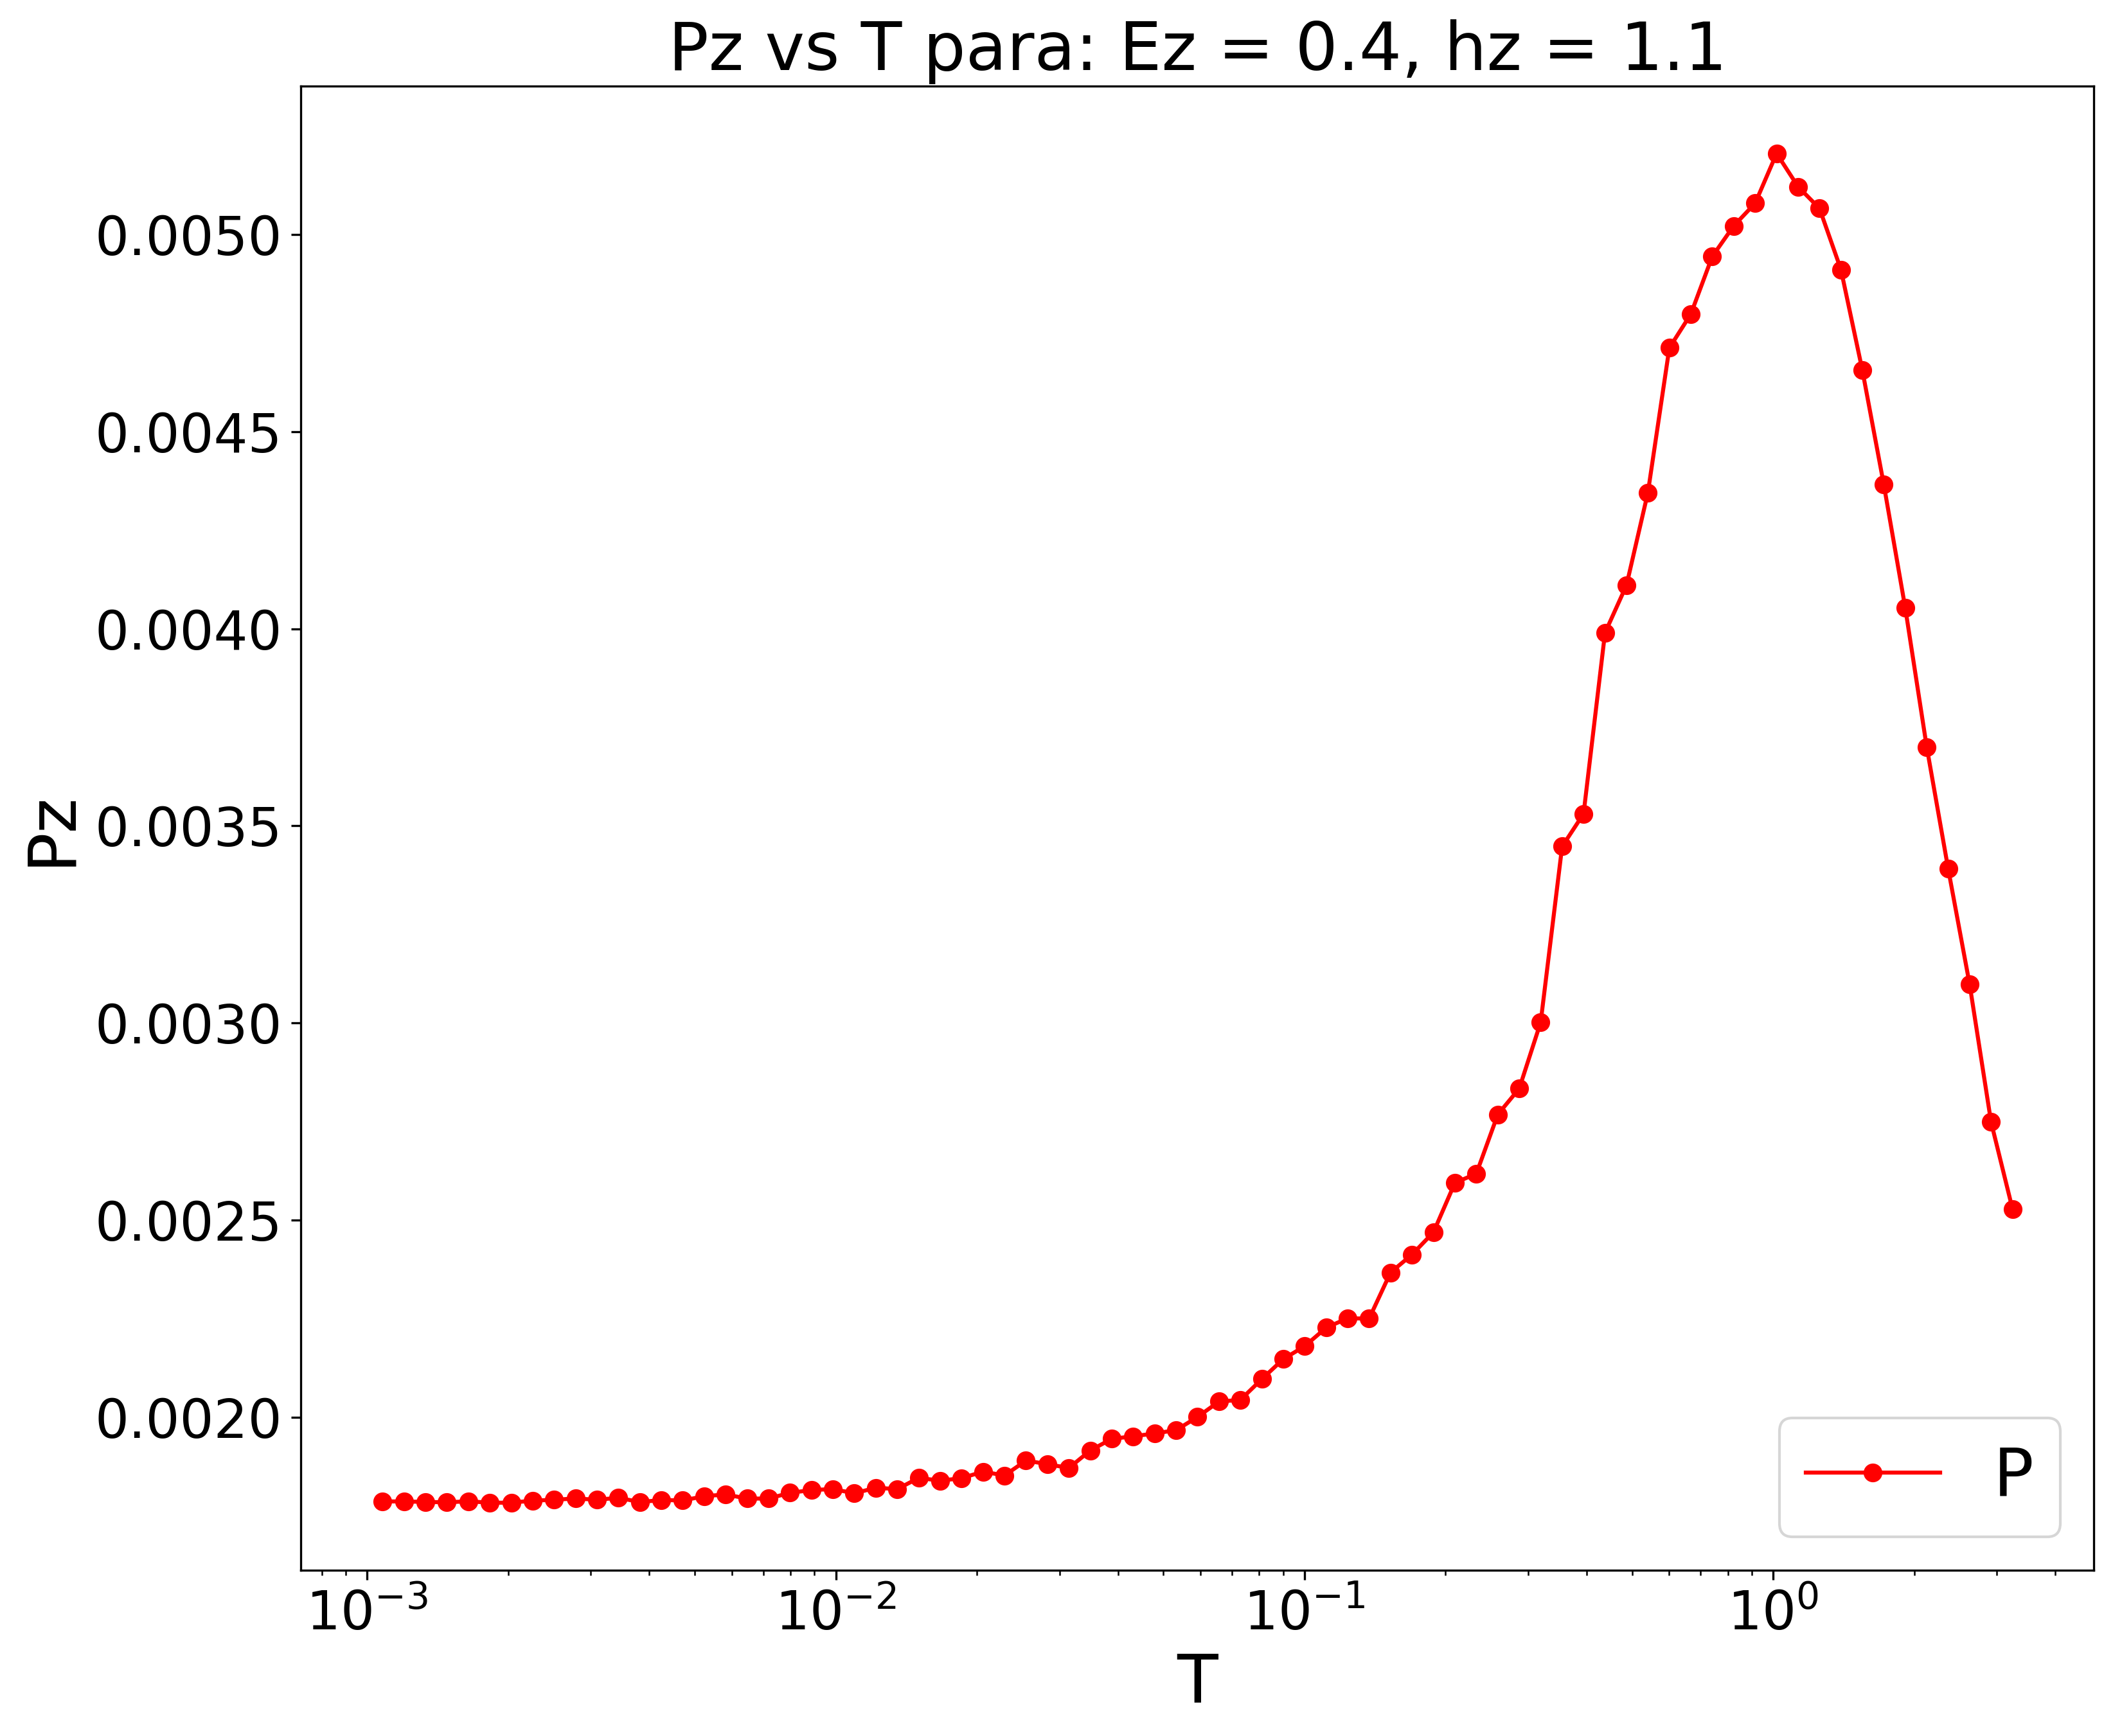 Pz vs T para: Ez = 0.4, hz = 1.1
Pz
0.0050
0.0045
0.0040
0.0035
0.0030
0.0025
0.0020
P
10⁻³ 10⁻² 10⁻¹ 10⁰
T